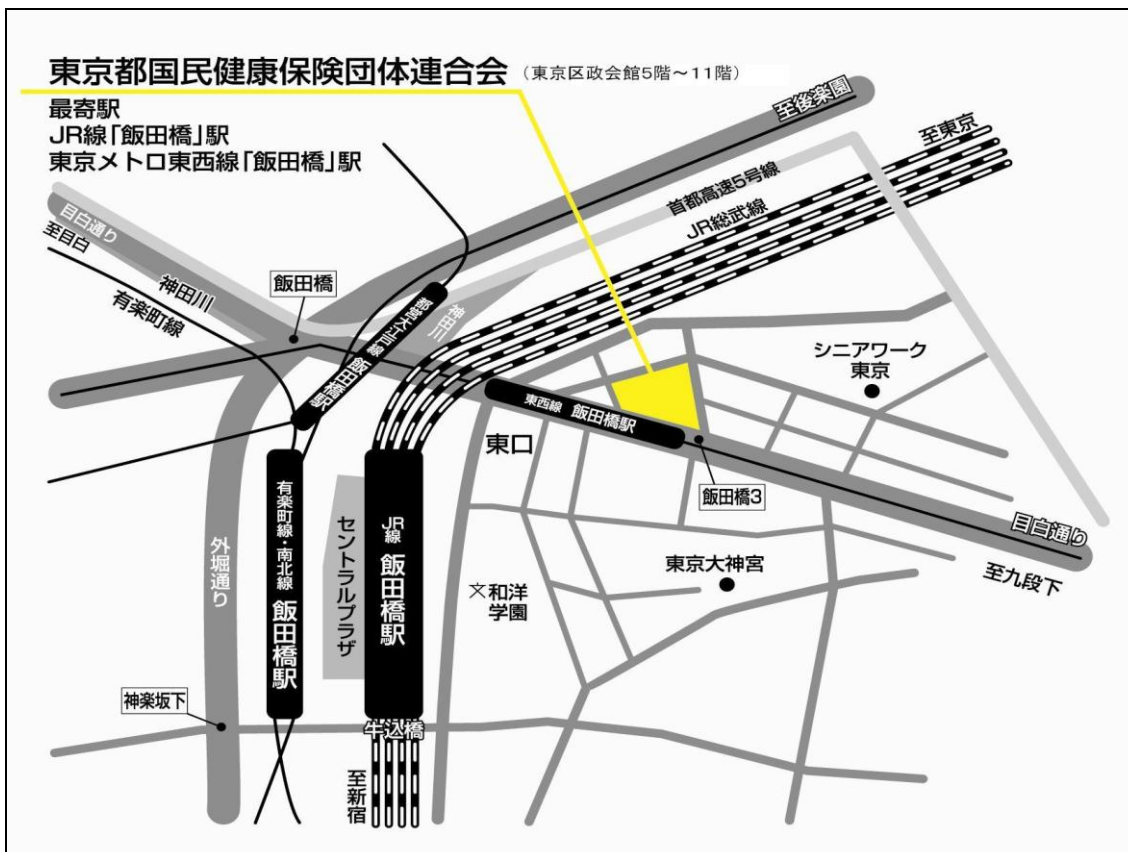 東京都国民健康保険団体連合会 (東京区政会館5階～11階)
最寄駅
JR線「飯田橋」駅
東京メトロ東西線「飯田橋」駅
至後楽園
至東京
首都高速5号線
JR総武線
目白通り
至目白
神田川
有楽町線
飯田橋
都営大江戸線 飯田橋駅
神田川
シニアワーク
東京
東西線 飯田橋駅
東口
飯田橋3
目白通り
至九段下
外堀通り
有楽町線・南北線 飯田橋駅
セントラルプラザ
JR線 飯田橋駅
文和洋
学園
東京大神宮
神楽坂下
牛込橋
至新宿